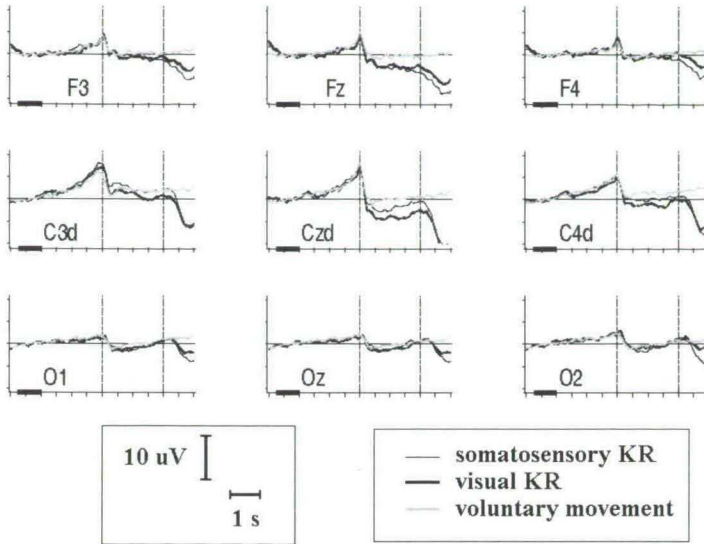 F3
Fz
F4
C3d
Czd
C4d
O1
Oz
O2
10 uV
1 s
somatosensory KR
visual KR
voluntary movement